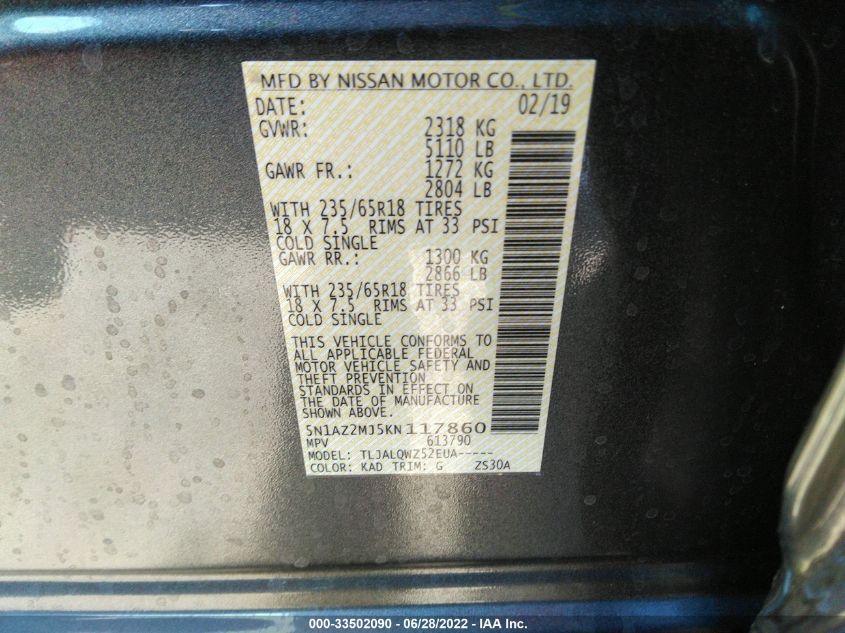 MFD BY NISSAN MOTOR CO., LTD.
DATE: 02/19
GVWR: 2318 KG
5110 LB
GAWR FR.: 1272 KG
2804 LB
WITH 235/65R18 TIRES
18 X 7.5 RIMS AT 33 PSI
COLD SINGLE
GAWR RR.: 1300 KG
2866 LB
WITH 235/65R18 TIRES
18 X 7.5 RIMS AT 33 PSI
COLD SINGLE
THIS VEHICLE CONFORMS TO
ALL APPLICABLE FEDERAL
MOTOR VEHICLE SAFETY AND
THEFT PREVENTION
STANDARDS IN EFFECT ON
THE DATE OF MANUFACTURE
SHOWN ABOVE.
5N1AZ2MJ5KN117860
MPV 613790
MODEL: TLJALQWZ52EUA-----
COLOR: KAD TRIM: G ZS30A
000-33502090 - 06/28/2022 - IAA Inc.